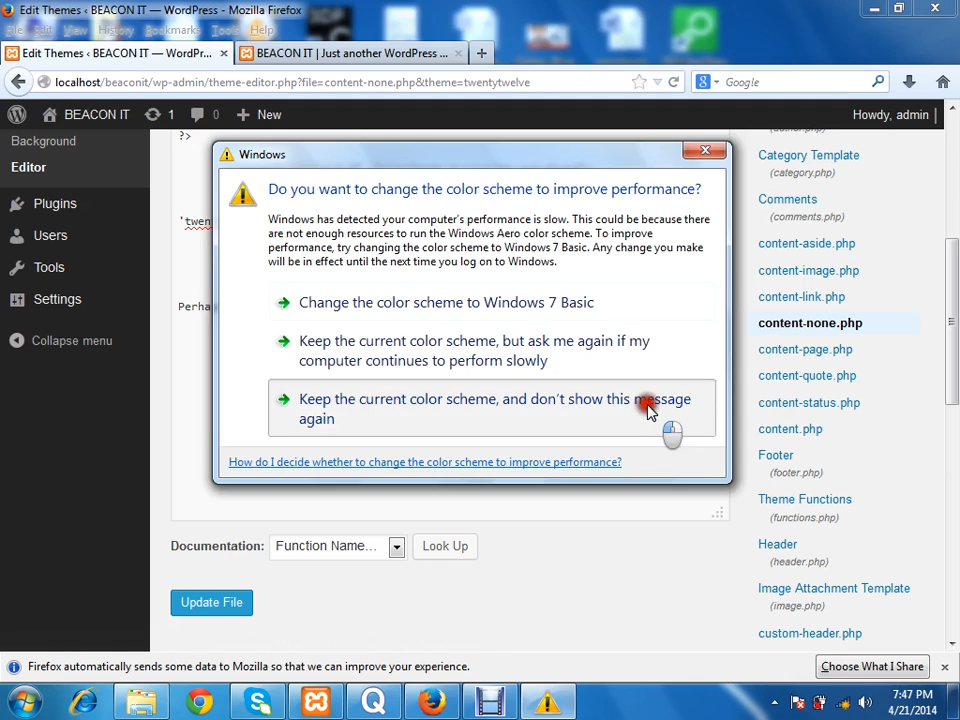 Edit Themes ‹ BEACON IT — WordPress - Mozilla Firefox
File Edit View History Bookmarks Tools Help
Edit Themes ‹ BEACON IT — WordPr...
BEACON IT | Just another WordPress ...
localhost/beaconit/wp-admin/theme-editor.php?file=content-none.php&theme=twentytwelve
Google
BEACON IT 1 0 New
Howdy, admin
Background
Editor
Plugins
Users
Tools
Settings
Collapse menu
?>
'twen
Perha
Windows
Do you want to change the color scheme to improve performance?
Windows has detected your computer's performance is slow. This could be because there
are not enough resources to run the Windows Aero color scheme. To improve
performance, try changing the color scheme to Windows 7 Basic. Any change you make
will be in effect until the next time you log on to Windows.
Change the color scheme to Windows 7 Basic
Keep the current color scheme, but ask me again if my
computer continues to perform slowly
Keep the current color scheme, and don't show this message
again
How do I decide whether to change the color scheme to improve performance?
Documentation: Function Name... Look Up
Update File
(author.php)
Category Template
(category.php)
Comments
(comments.php)
content-aside.php
content-image.php
content-link.php
content-none.php
content-page.php
content-quote.php
content-status.php
content.php
Footer
(footer.php)
Theme Functions
(functions.php)
Header
(header.php)
Image Attachment Template
(image.php)
custom-header.php
Firefox automatically sends some data to Mozilla so that we can improve your experience.
Choose What I Share
7:47 PM
4/21/2014